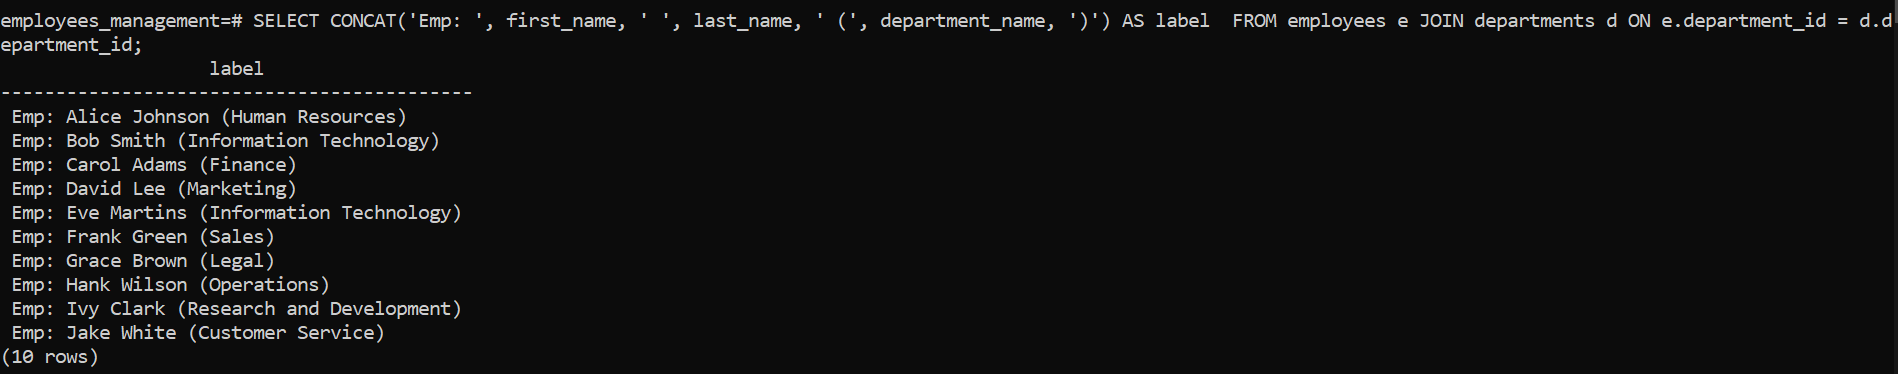 employees_management=# SELECT CONCAT('Emp: ', first_name, ' ', last_name, ' (', department_name, ')') AS label  FROM employees e JOIN departments d ON e.department_id = d.d
epartment_id;
                   label
-------------------------------------------
 Emp: Alice Johnson (Human Resources)
 Emp: Bob Smith (Information Technology)
 Emp: Carol Adams (Finance)
 Emp: David Lee (Marketing)
 Emp: Eve Martins (Information Technology)
 Emp: Frank Green (Sales)
 Emp: Grace Brown (Legal)
 Emp: Hank Wilson (Operations)
 Emp: Ivy Clark (Research and Development)
 Emp: Jake White (Customer Service)
(10 rows)